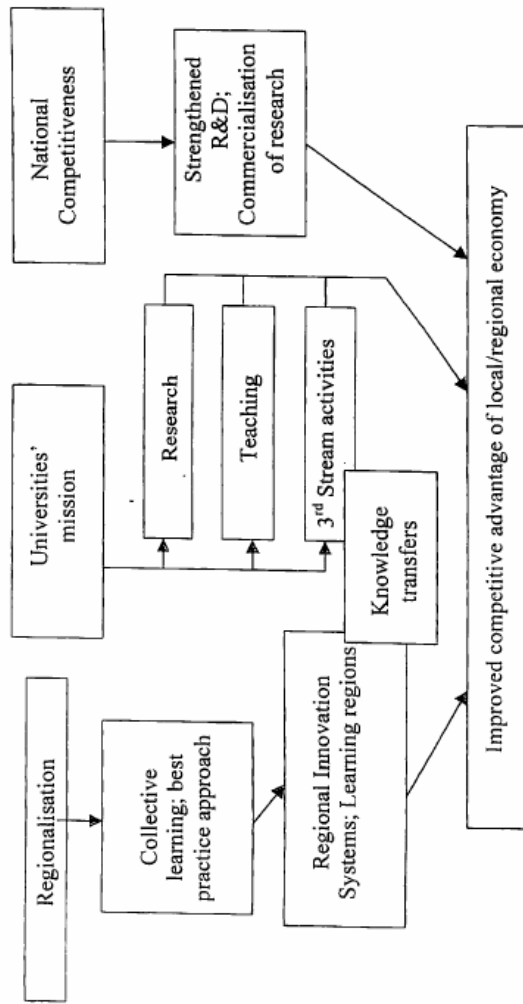 Regionalisation
Collective
learning; best
practice approach
Regional Innovation
Systems; Learning regions
Knowledge
transfers
Universities'
mission
Research
Teaching
3rd Stream activities
National
Competitiveness
Strengthened
R&D;
Commercialisation
of research
Improved competitive advantage of local/regional economy